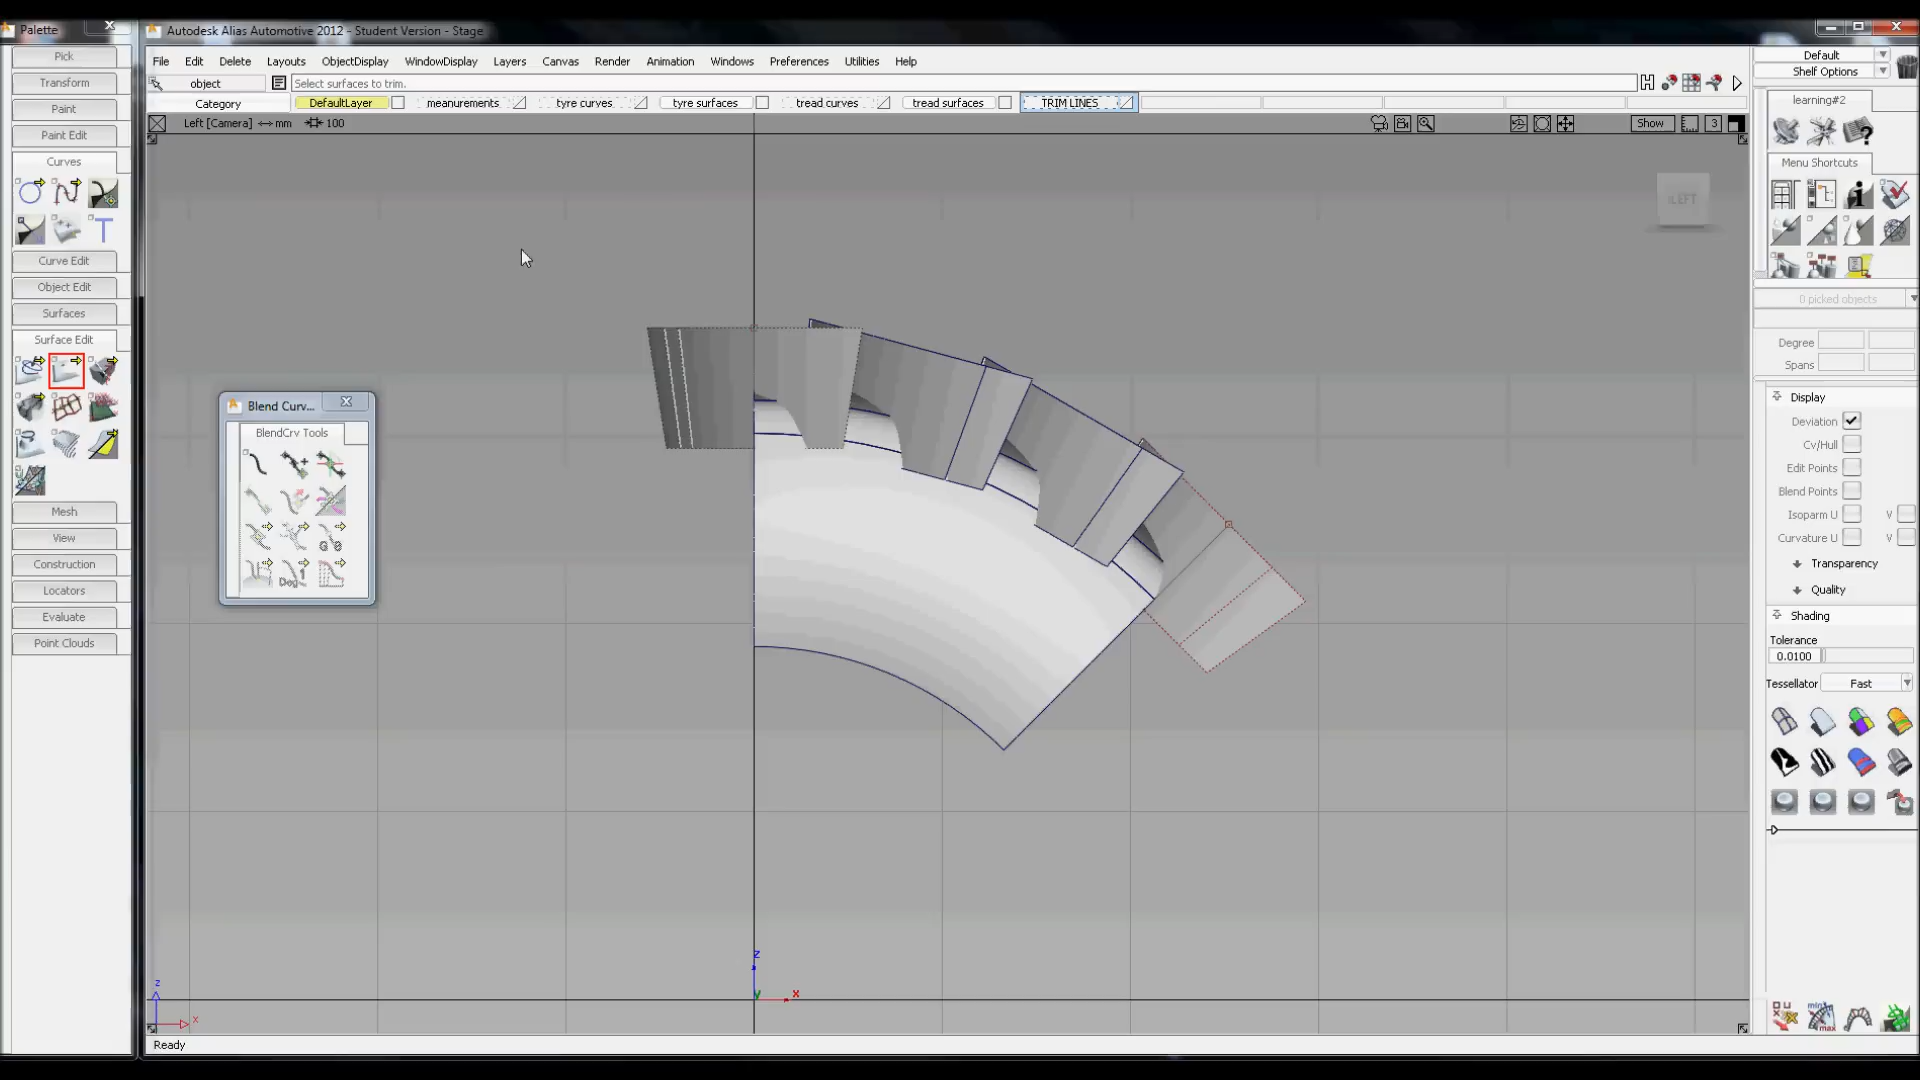 Palette
Autodesk Alias Automotive 2012 - Student Version - Stage
Pick
Transform
Paint
Paint Edit
Curves
Curve Edit
Object Edit
Surfaces
Surface Edit
Mesh
View
Construction
Locators
Evaluate
Point Clouds
File Edit Delete Layouts ObjectDisplay WindowDisplay Layers Canvas Render Animation Windows Preferences Utilities Help
object Select surfaces to trim.
Category DefaultLayer meanurements tyre curves tyre surfaces tread curves tread surfaces TRIM LINES
Left [Camera] mm 100
Show 3
LEFT
Blend Curv...
BlendCrv Tools
z
y x
z
x
Ready
Default
Shelf Options
learning#2
Menu Shortcuts
0 picked objects
Degree
Spans
Display
Deviation
Cv/Hull
Edit Points
Blend Points
Isoparm U V
Curvature U V
Transparency
Quality
Shading
Tolerance
0.0100
Tessellator Fast